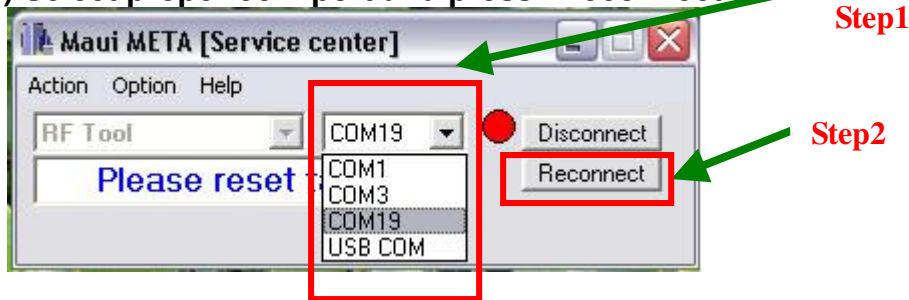 Step1
Maui META [Service center]
Action Option Help
RF Tool COM19 Disconnect
Please reset Reconnect
COM1
COM3
COM19
USB COM
Step2